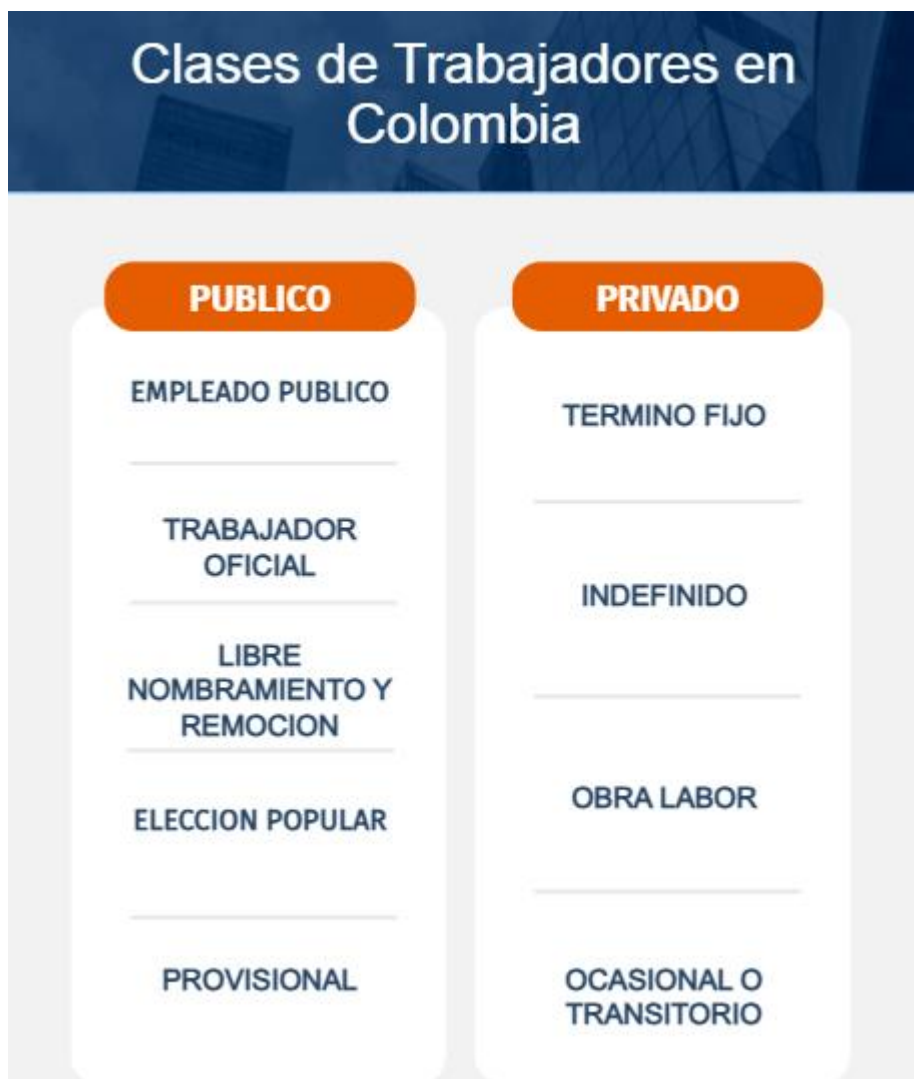 Clases de Trabajadores en
Colombia
PUBLICO
EMPLEADO PUBLICO
TRABAJADOR
OFICIAL
LIBRE
NOMBRAMIENTO Y
REMOCION
ELECCION POPULAR
PROVISIONAL
PRIVADO
TERMINO FIJO
INDEFINIDO
OBRA LABOR
OCASIONAL O
TRANSITORIO